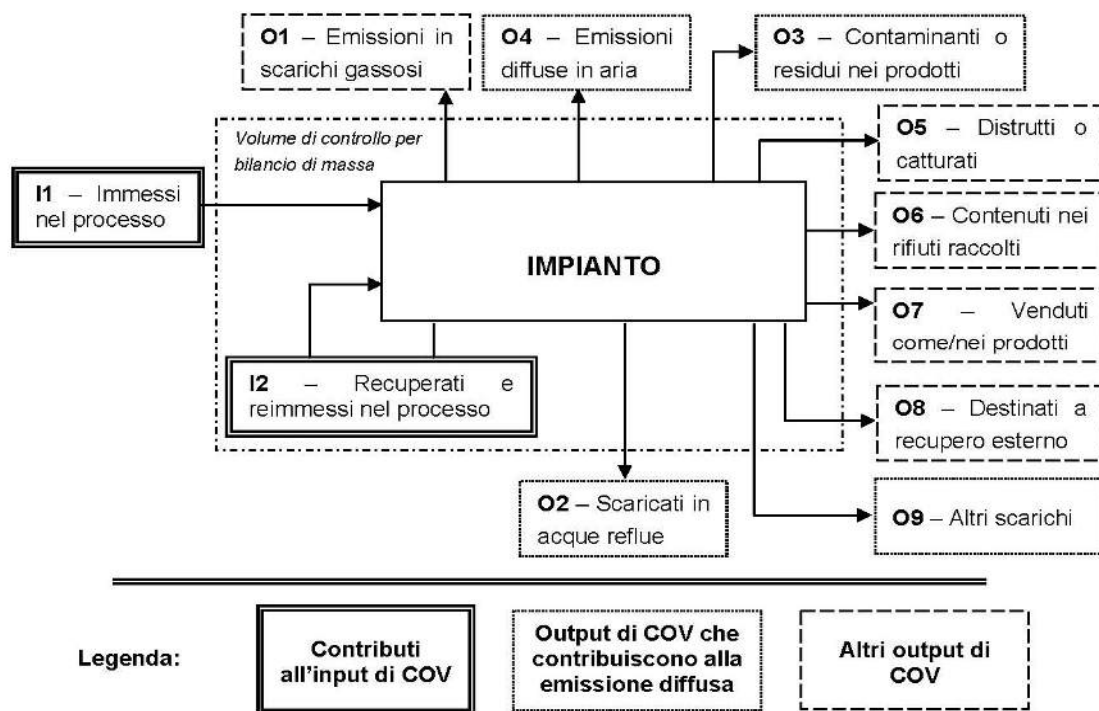 O1 – Emissioni in
scarichi gassosi
O4 – Emissioni
diffuse in aria
O3 – Contaminanti o
residui nei prodotti
Volume di controllo per
bilancio di massa
O5 – Distrutti o
catturati
I1 – Immessi
nel processo
O6 – Contenuti nei
rifiuti raccolti
IMPIANTO
O7 – Venduti
come/nei prodotti
I2 – Recuperati e
reimmessi nel processo
O8 – Destinati a
recupero esterno
O2 – Scaricati in
acque reflue
O9 – Altri scarichi
Legenda:
Contributi
all'input di COV
Output di COV che
contribuiscono alla
emissione diffusa
Altri output di
COV